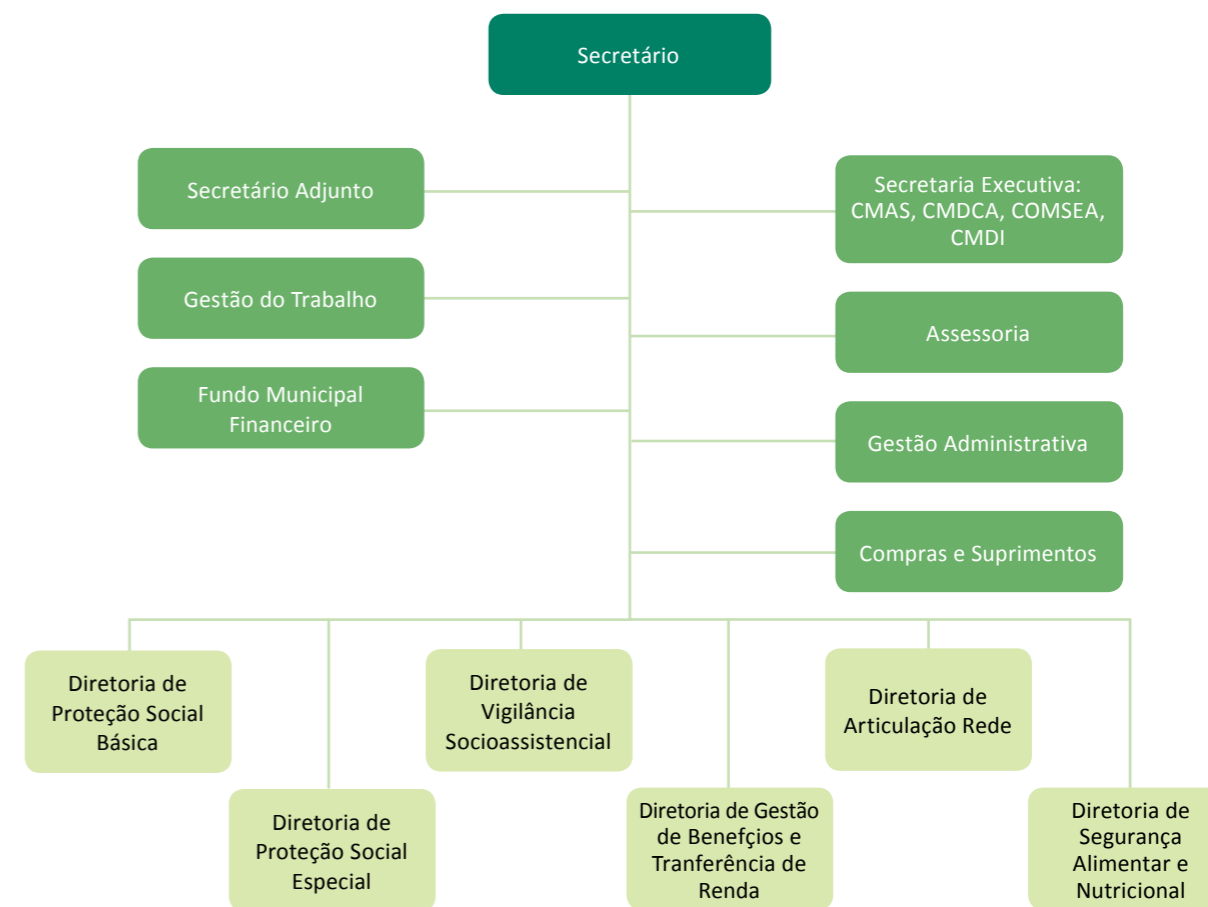 Secretário
Secretário Adjunto
Secretaria Executiva:
CMAS, CMDCA, COMSEA,
CMDI
Gestão do Trabalho
Assessoria
Fundo Municipal
Financeiro
Gestão Administrativa
Compras e Suprimentos
Diretoria de
Proteção Social
Básica
Diretoria de
Vigilância
Socioassistencial
Diretoria de
Articulação Rede
Diretoria de
Proteção Social
Especial
Diretoria de Gestão
de Benefçios e
Tranferência de
Renda
Diretoria de
Segurança
Alimentar e
Nutricional